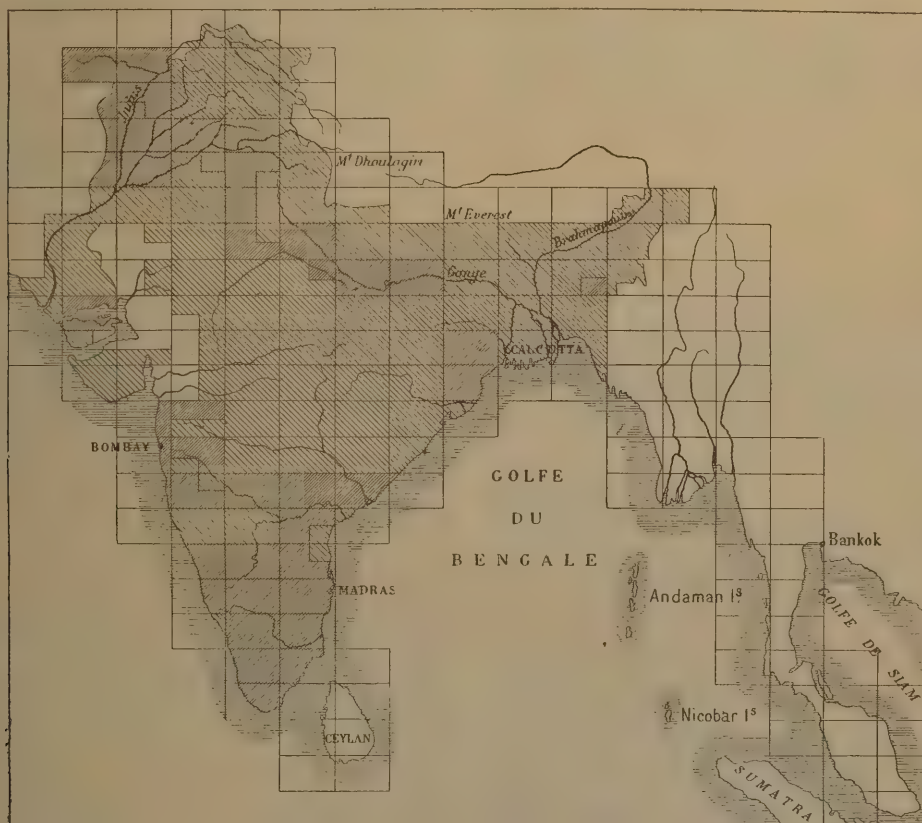 Indus
Mt Dhoulagin
Mt Everest
Brahmapoutre
Gange
CALCUTTA
BOMBAY
GOLFE
DU
BENGALE
Bankok
MADRAS
Andaman Is.
GOLFE DE SIAM
Nicobar Is
CEYLAN
SUMATRA